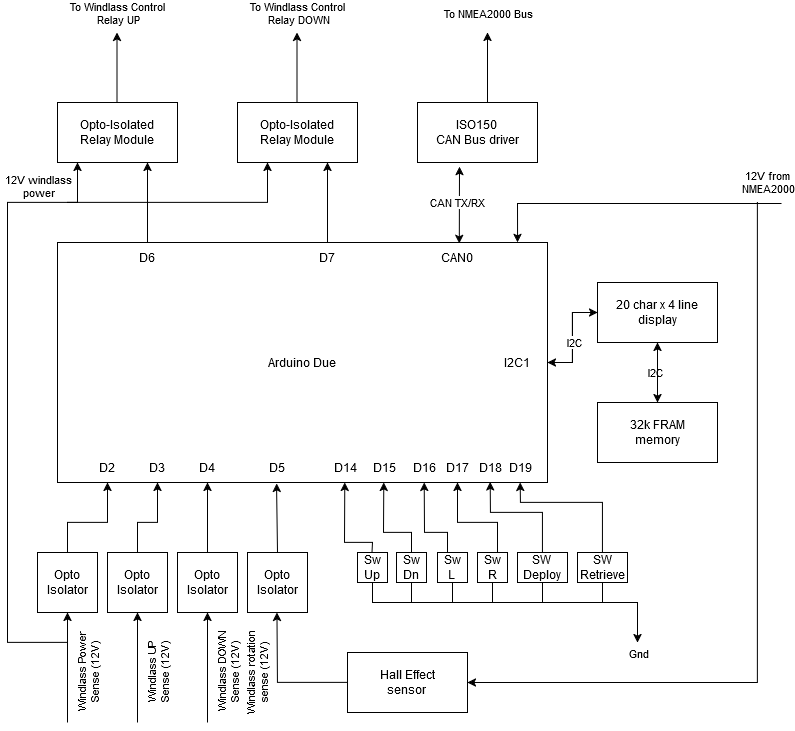 To Windlass Control
Relay UP
To Windlass Control
Relay DOWN
To NMEA2000 Bus
Opto-Isolated
Relay Module
Opto-Isolated
Relay Module
ISO150
CAN Bus driver
12V windlass
power
12V from
NMEA2000
CAN TX/RX
D6
D7
CAN0
20 char x 4 line
display
I2C
Arduino Due
I2C1
I2C
32k FRAM
memory
D2
D3
D4
D5
D14
D15
D16
D17
D18
D19
Opto
Isolator
Opto
Isolator
Opto
Isolator
Opto
Isolator
Sw
Up
Sw
Dn
Sw
L
Sw
R
SW
Deploy
SW
Retrieve
Gnd
Windlass Power
Sense (12V)
Windlass UP
Sense (12V)
Windlass DOWN
Sense (12V)
Windlass rotation
sense (12V)
Hall Effect
sensor